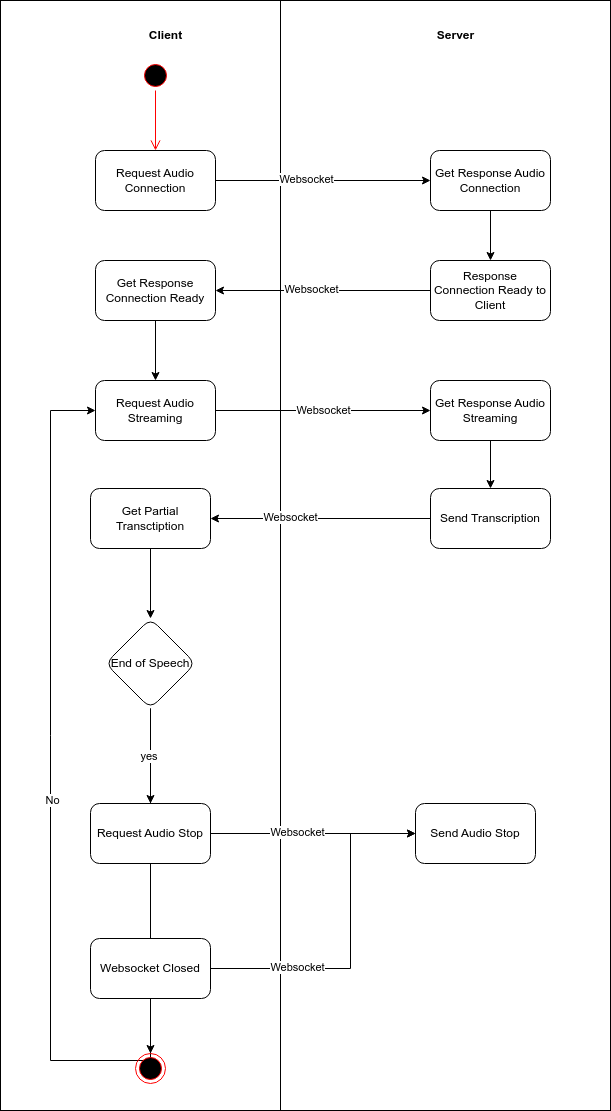 Client
Server
Request Audio
Connection
Websocket
Get Response Audio
Connection
Get Response
Connection Ready
Websocket
Response
Connection Ready to
Client
Request Audio
Streaming
Websocket
Get Response Audio
Streaming
Get Partial
Transctiption
Websocket
Send Transcription
End of Speech
yes
No
Request Audio Stop
Websocket
Send Audio Stop
Websocket Closed
Websocket